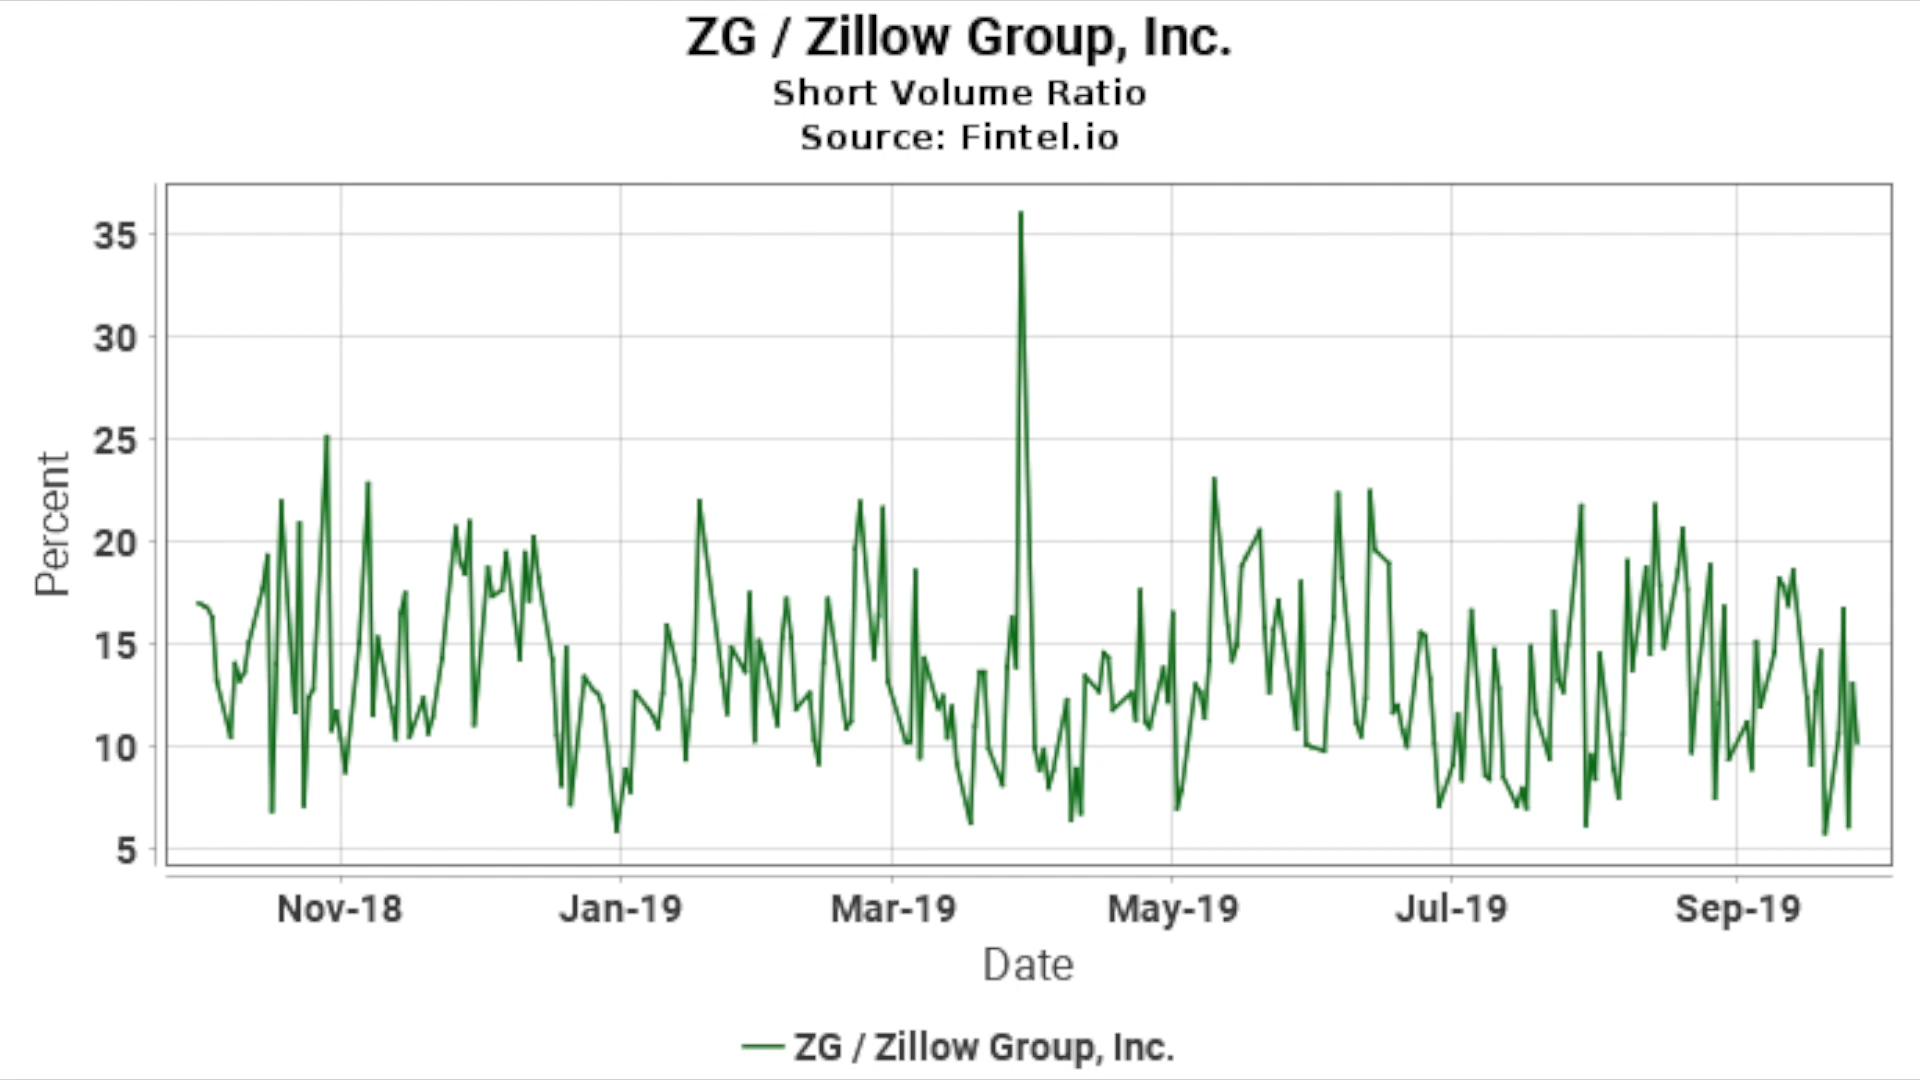 ZG / Zillow Group, Inc.
Short Volume Ratio
Source: Fintel.io
Percent
35
30
25
20
15
10
5
Nov-18 Jan-19 Mar-19 May-19 Jul-19 Sep-19
Date
ZG / Zillow Group, Inc.